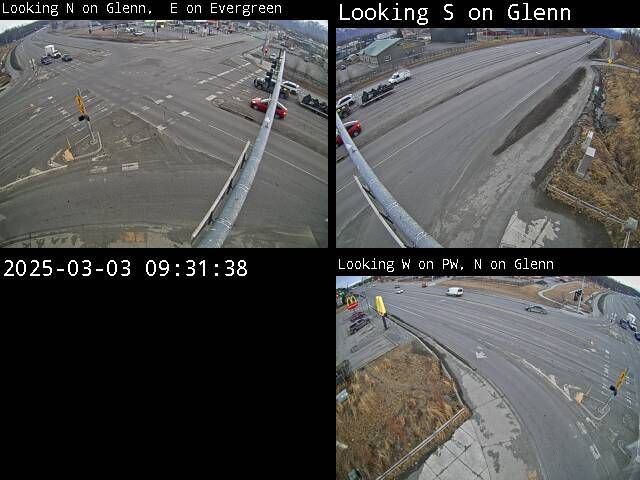 Looking N on Glenn,  E on Evergreen
Looking S on Glenn
2025-03-03 09:31:38
Looking W on PW, N on Glenn